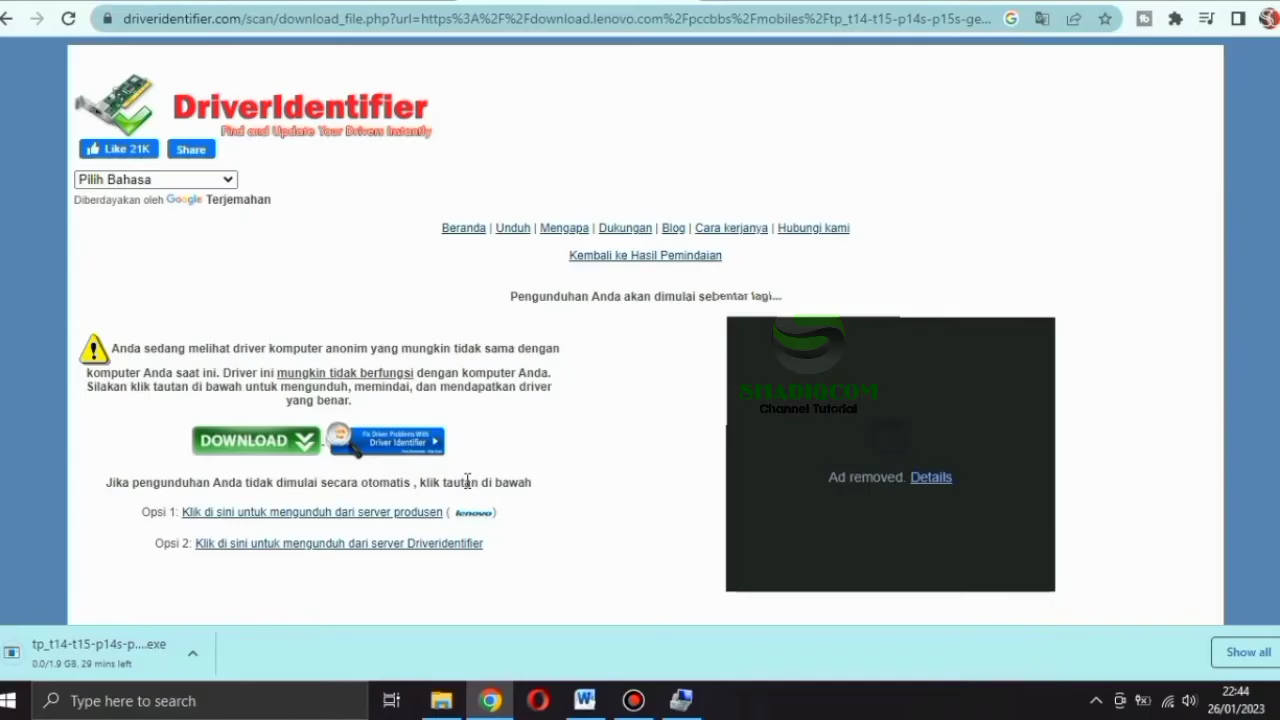 driveridentifier.com/scan/download_file.php?url=https%3A%2F%2Fdownload.lenovo.com%2Fpccbbs%2Fmobiles%2Ftp_t14-t15-p14s-p15s-ge...
DriverIdentifier
Find and Update Your Drivers Instantly
Like 21K Share
Pilih Bahasa
Diberdayakan oleh Google Terjemahan
Beranda | Unduh | Mengapa | Dukungan | Blog | Cara kerjanya | Hubungi kami
Kembali ke Hasil Pemindaian
Pengunduhan Anda akan dimulai sebentar lagi...
Anda sedang melihat driver komputer anonim yang mungkin tidak sama dengan
komputer Anda saat ini. Driver ini mungkin tidak berfungsi dengan komputer Anda.
Silakan klik tautan di bawah untuk mengunduh, memindai, dan mendapatkan driver
yang benar.
DOWNLOAD
Fix Driver Problems With
Driver Identifier
Jika pengunduhan Anda tidak dimulai secara otomatis , klik tautan di bawah
Opsi 1: Klik di sini untuk mengunduh dari server produsen ( lenovo)
Opsi 2: Klik di sini untuk mengunduh dari server Driveridentifier
SHADIQCOM
Channel Tutorial
Ad removed. Details
tp_t14-t15-p14s-p....exe
0.0/1.9 GB, 29 mins left
Show all
Type here to search
22:44
26/01/2023